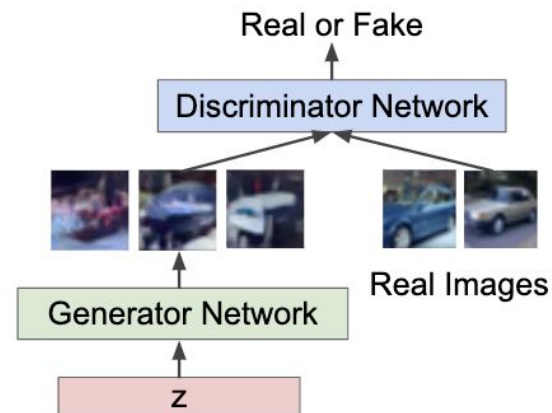 Real or Fake
Discriminator Network
Real Images
Generator Network
z